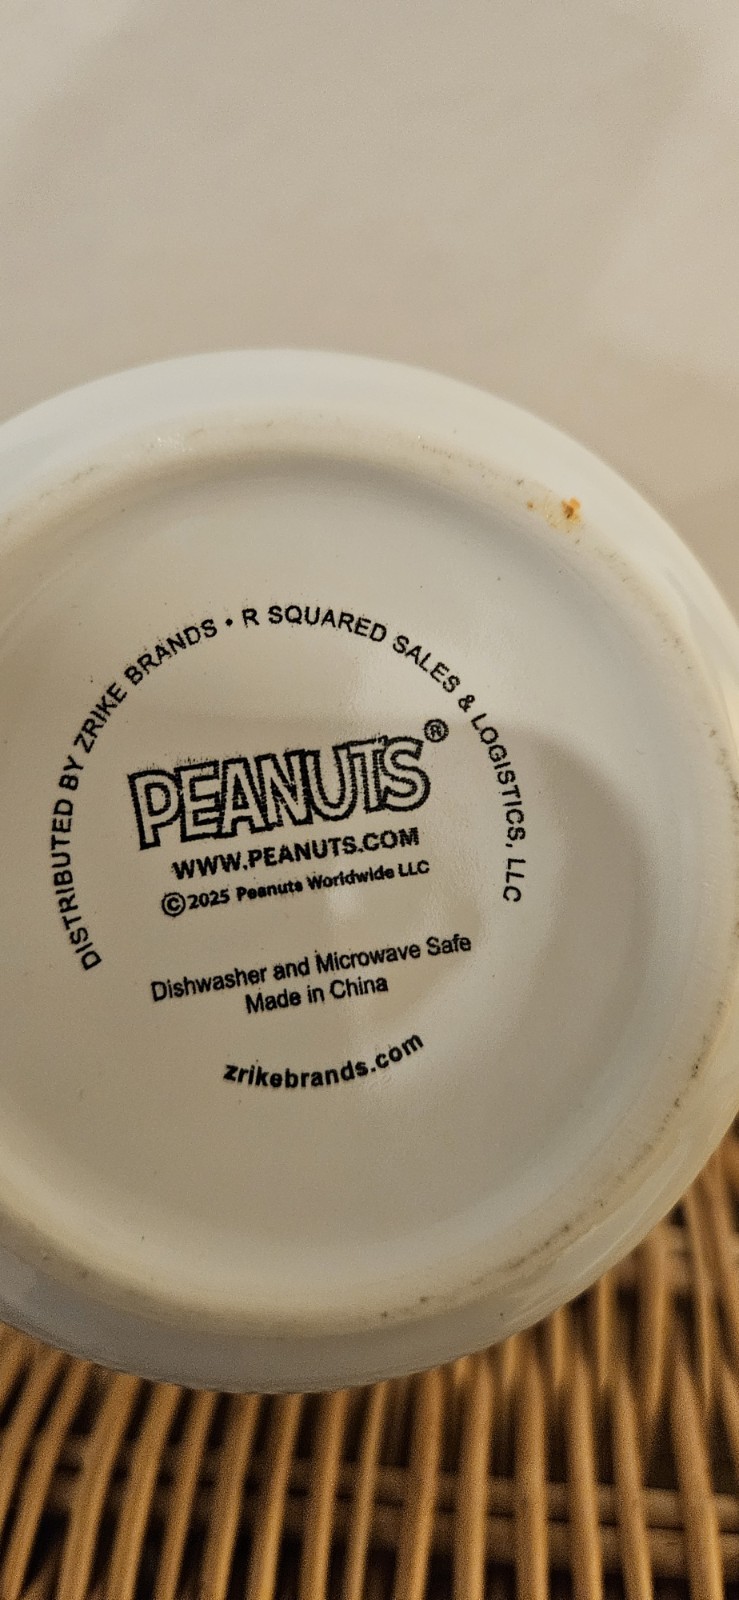 DISTRIBUTED BY ZRIKE BRANDS • R SQUARED SALES & LOGISTICS, LLC
PEANUTS®
WWW.PEANUTS.COM
©2025 Peanuts Worldwide LLC
Dishwasher and Microwave Safe
Made in China
zrikebrands.com